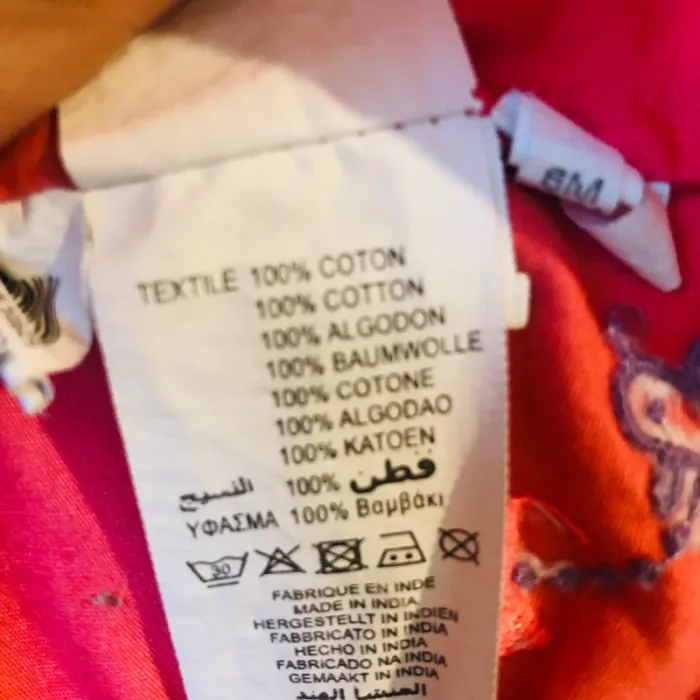 6M
TEXTILE 100% COTON
100% COTTON
100% ALGODON
100% BAUMWOLLE
100% COTONE
100% ALGODAO
100% KATOEN
النسيج 100% قطن
ΥΦΑΣΜΑ 100% Βαμβάκι
30
FABRIQUE EN INDE
MADE IN INDIA
HERGESTELLT IN INDIEN
FABBRICATO IN INDIA
HECHO IN INDIA
FABRICADO NA INDIA
GEMAAKT IN INDIA
الهند